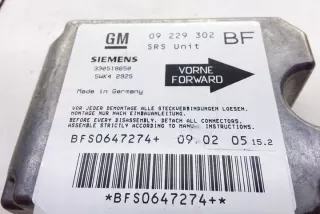 GM 09 229 302 BF
SRS Unit
SIEMENS
330518650
5WK4 2925
VORNE
FORWARD
Made in Germany
VOR JEDER DEMONTAGE ALLE STECKVERBINDUNGEN LOESEN.
MONTAGE NUR NACH EINBAUANLEITUNG.
BEFORE EVERY DISASSEMBLY, DETACH ALL CONNECTORS.
ASSEMBLE STRICTLY ACCORDING TO MANUFACTURER'S INSTRUCTIONS.
BFS0647274+ 09 02 05 15.2
*BFS0647274+*